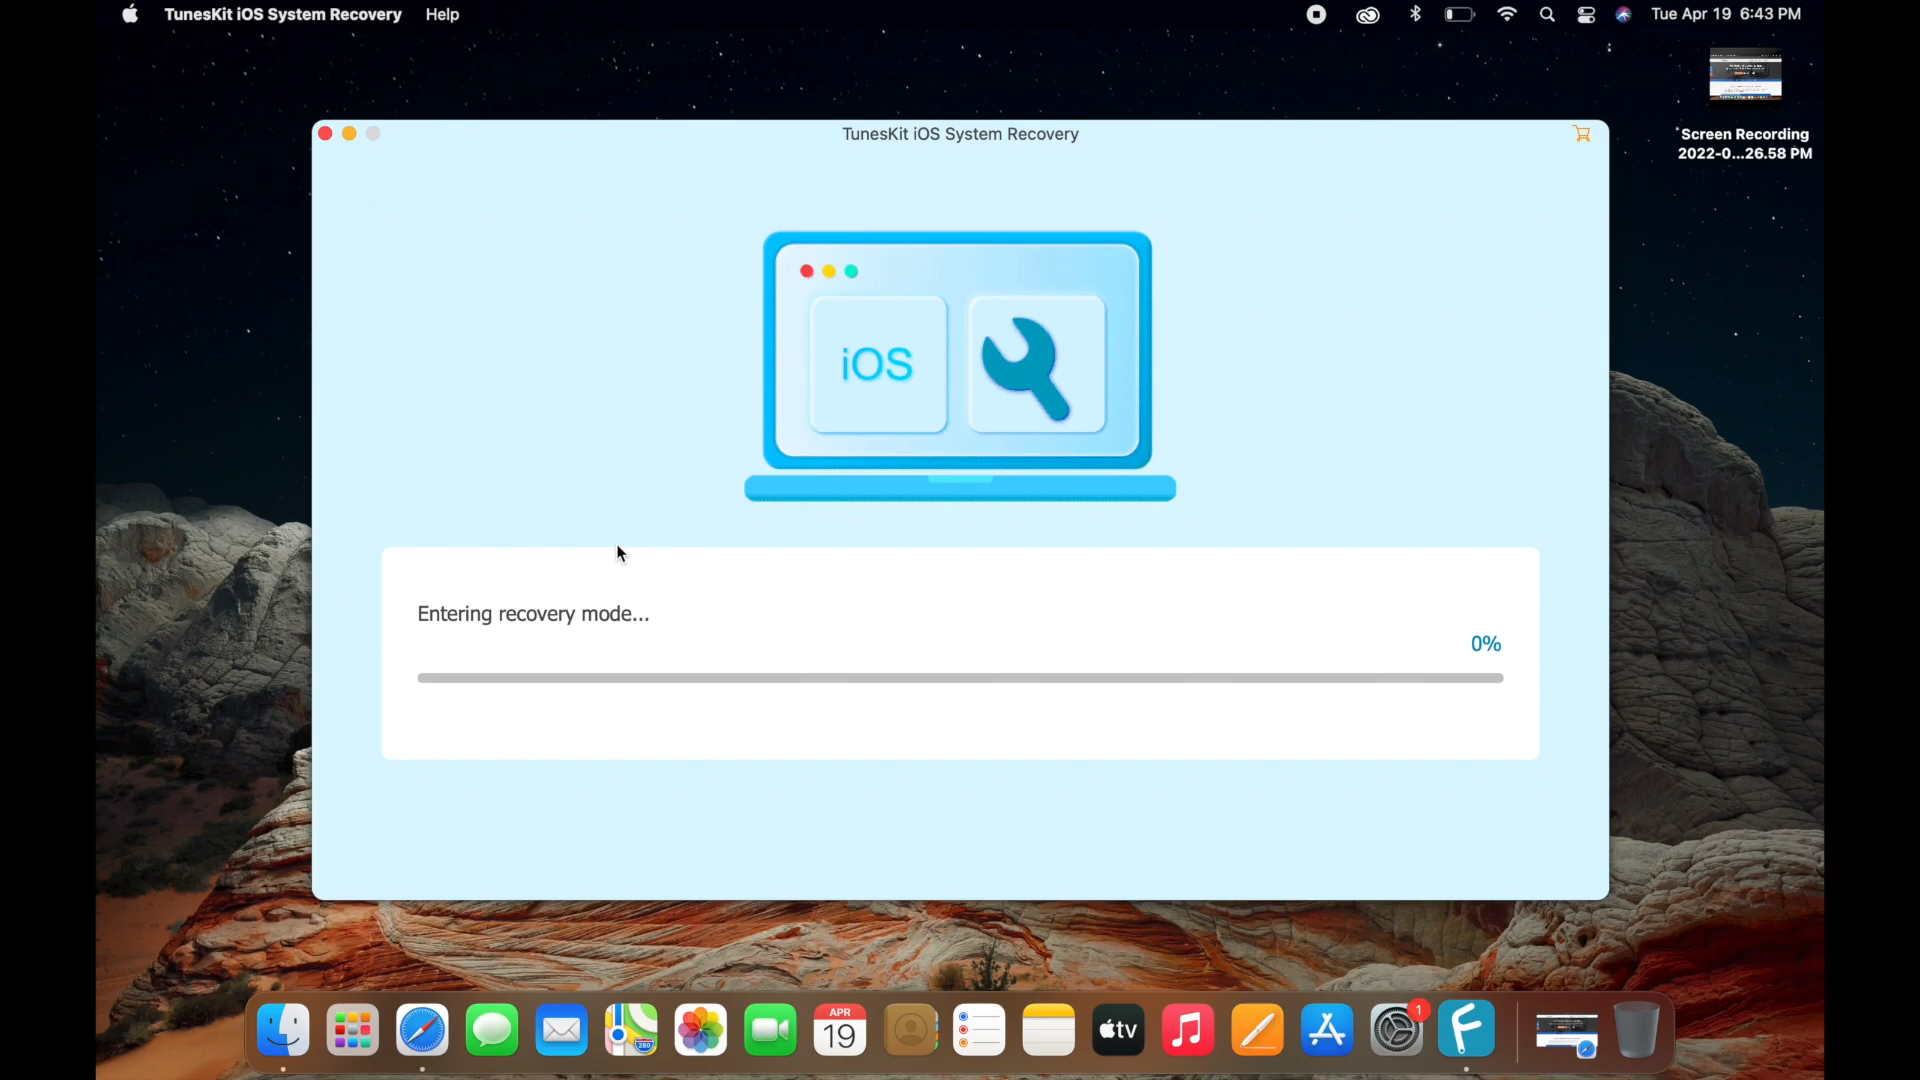 TunesKit iOS System Recovery Help
Tue Apr 19 6:43 PM
Screen Recording
2022-0...26.58 PM
TunesKit iOS System Recovery
iOS
Entering recovery mode...
0%
APR
19
280
tv
1